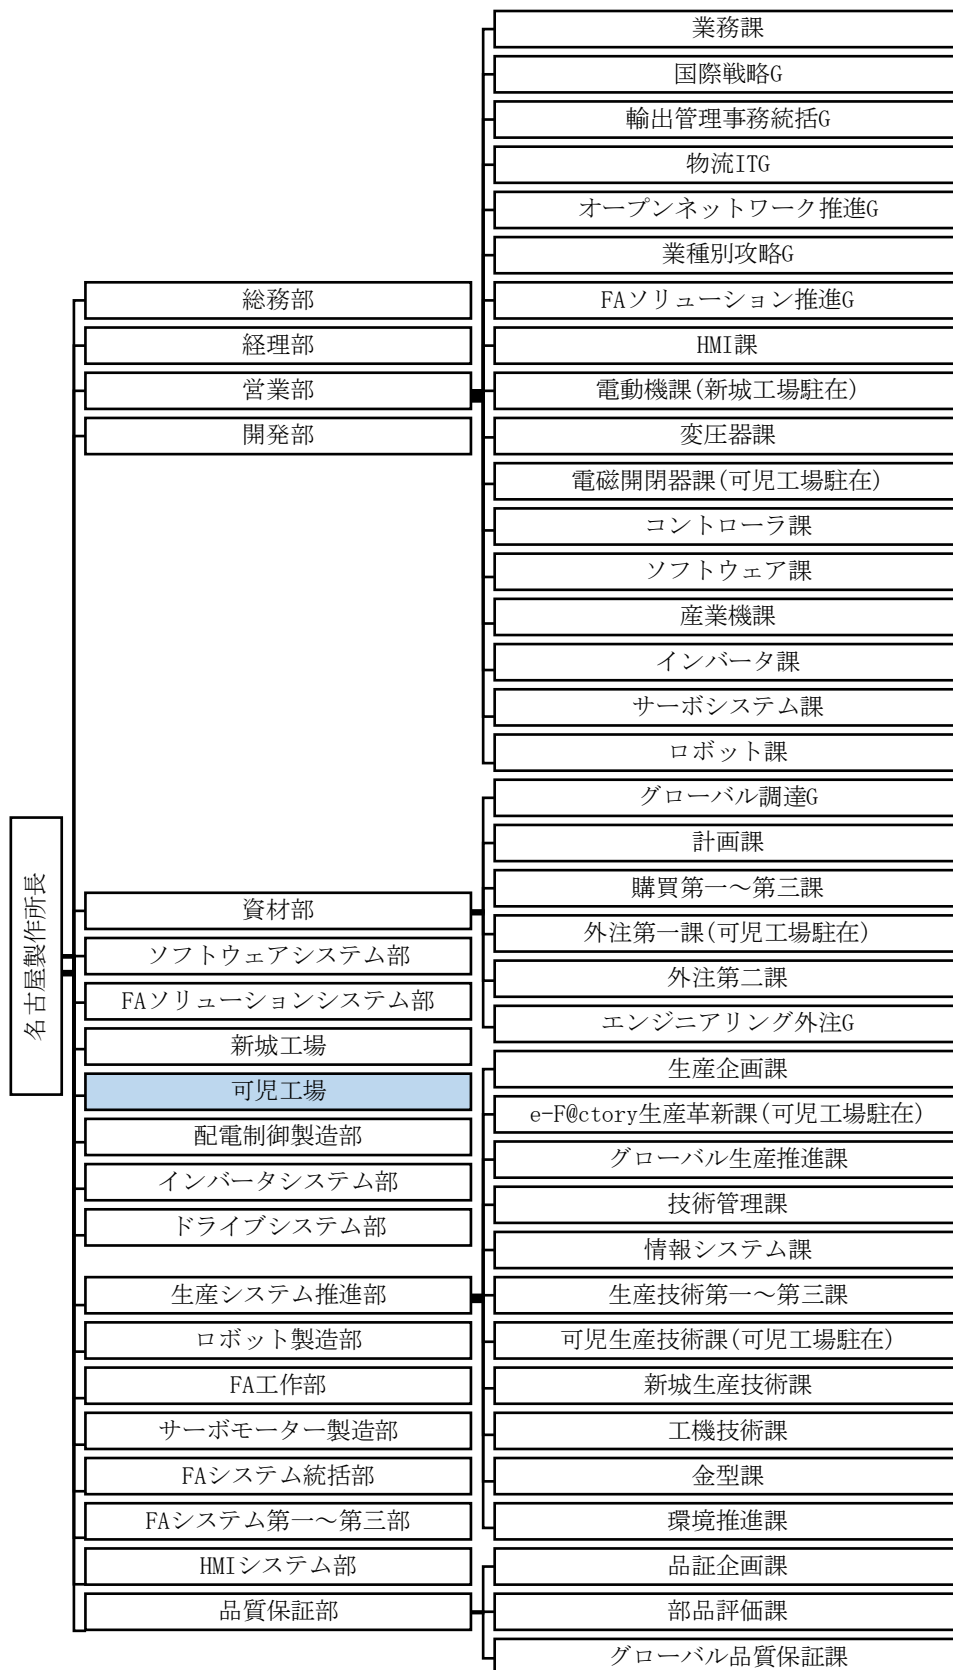 名古屋製作所長
総務部
経理部
営業部
業務課
国際戦略G
輸出管理事務統括G
物流ITG
オープンネットワーク推進G
業種別攻略G
FAソリューション推進G
HMI課
電動機課(新城工場駐在)
変圧器課
電磁開閉器課(可児工場駐在)
コントローラ課
ソフトウェア課
産業機課
インバータ課
サーボシステム課
ロボット課
開発部
資材部
グローバル調達G
計画課
購買第一～第三課
外注第一課(可児工場駐在)
外注第二課
エンジニアリング外注G
ソフトウェアシステム部
FAソリューションシステム部
新城工場
可児工場
配電制御製造部
インバータシステム部
ドライブシステム部
生産システム推進部
生産企画課
e-F@ctory生産革新課(可児工場駐在)
グローバル生産推進課
技術管理課
情報システム課
生産技術第一～第三課
可児生産技術課(可児工場駐在)
新城生産技術課
工機技術課
金型課
環境推進課
ロボット製造部
FA工作部
サーボモーター製造部
FAシステム統括部
FAシステム第一～第三部
HMIシステム部
品質保証部
品証企画課
部品評価課
グローバル品質保証課